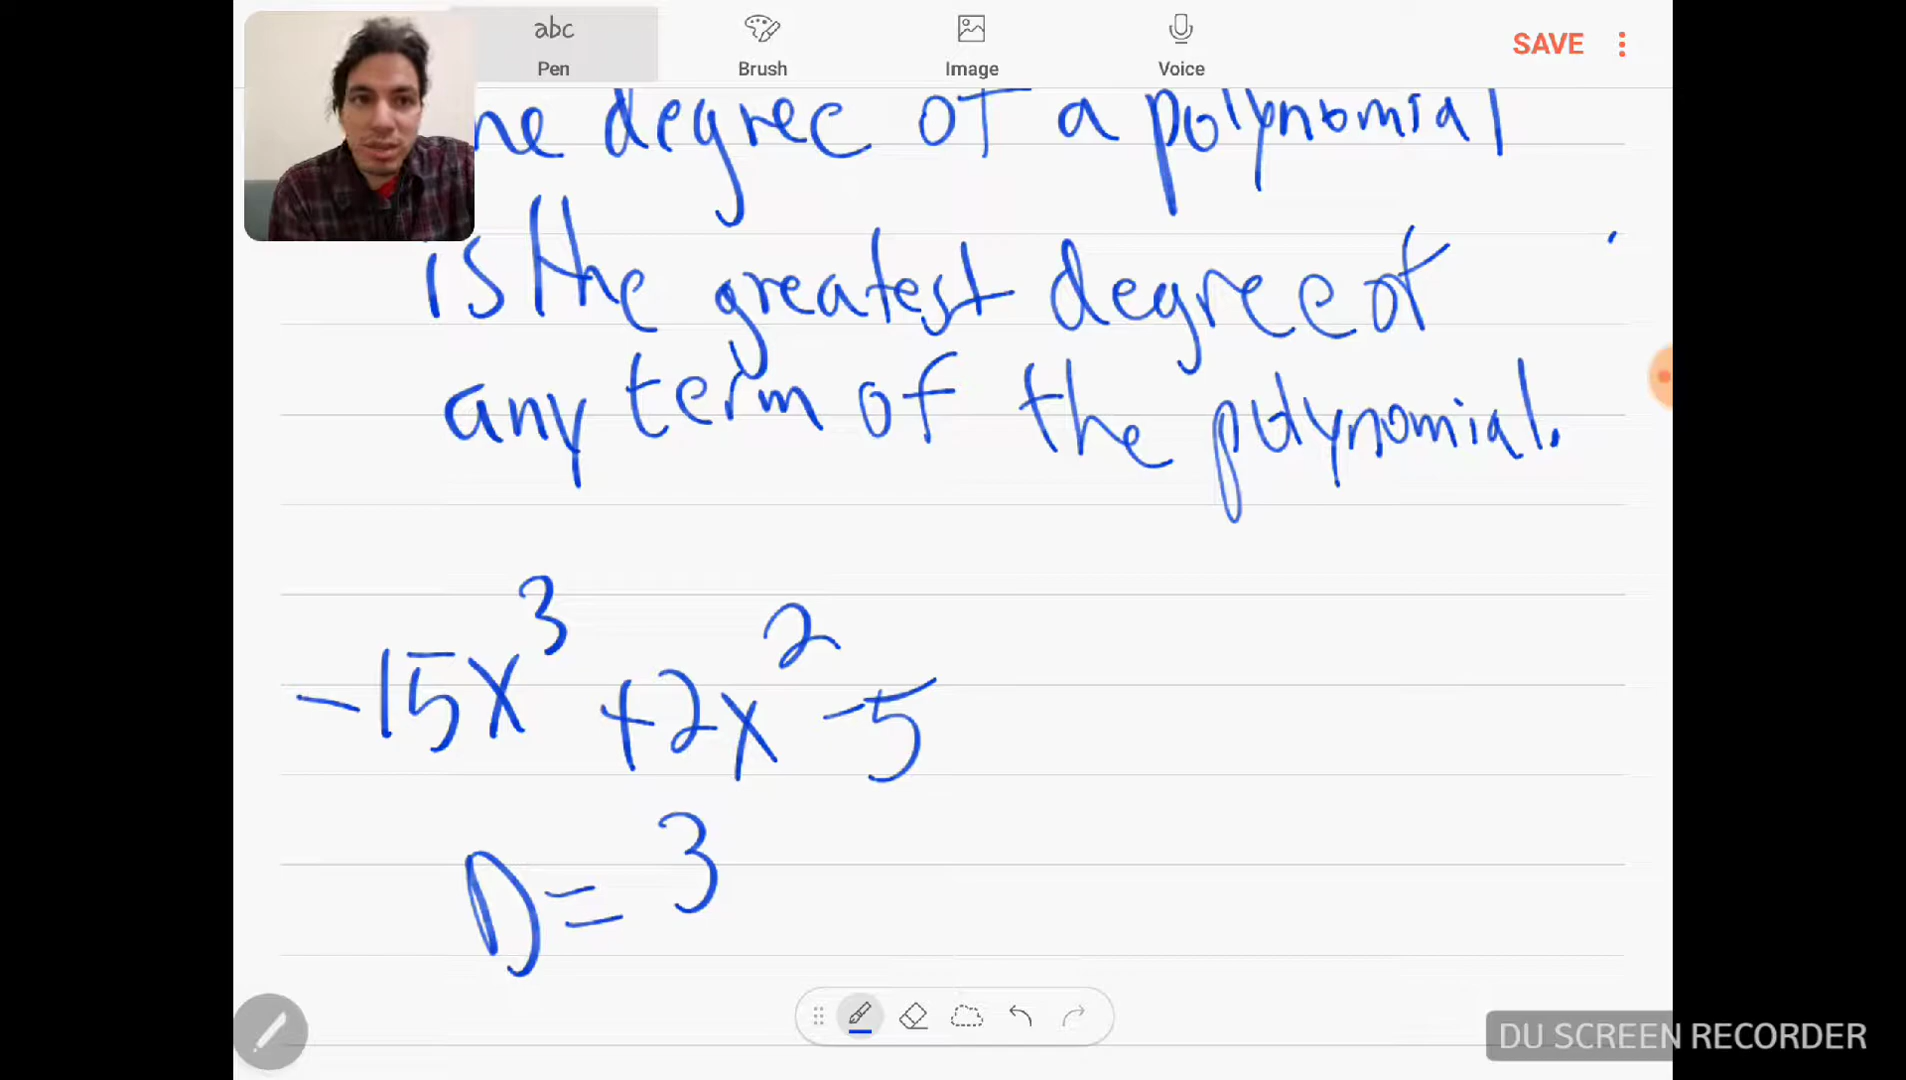 abc
Pen
Brush
Image
Voice
SAVE
he degree of a polynomial
is the greatest degree of
any term of the polynomial.
-15x³ +2x² -5
D= 3
DU SCREEN RECORDER